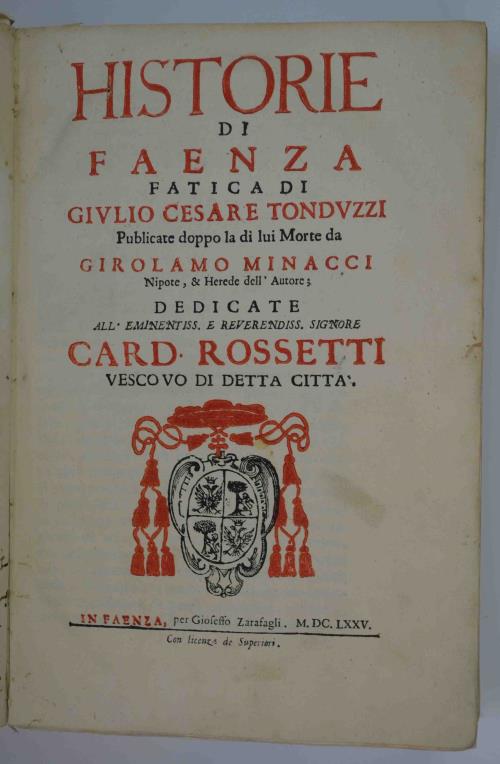 HISTORIE
DI
FAENZA
FATICA DI
GIVLIO CESARE TONDVZZI
Publicate doppo la di lui Morte da
GIROLAMO MINACCI
Nipote, & Herede dell' Autore;
DEDICATE
ALL' EMINENTISS. E REVERENDISS. SIGNORE
CARD. ROSSETTI
VESCOVO DI DETTA CITTA'.
IN FAENZA, per Gioseffo Zarafagli. M. DC. LXXV.
Con licenza de Superiori.